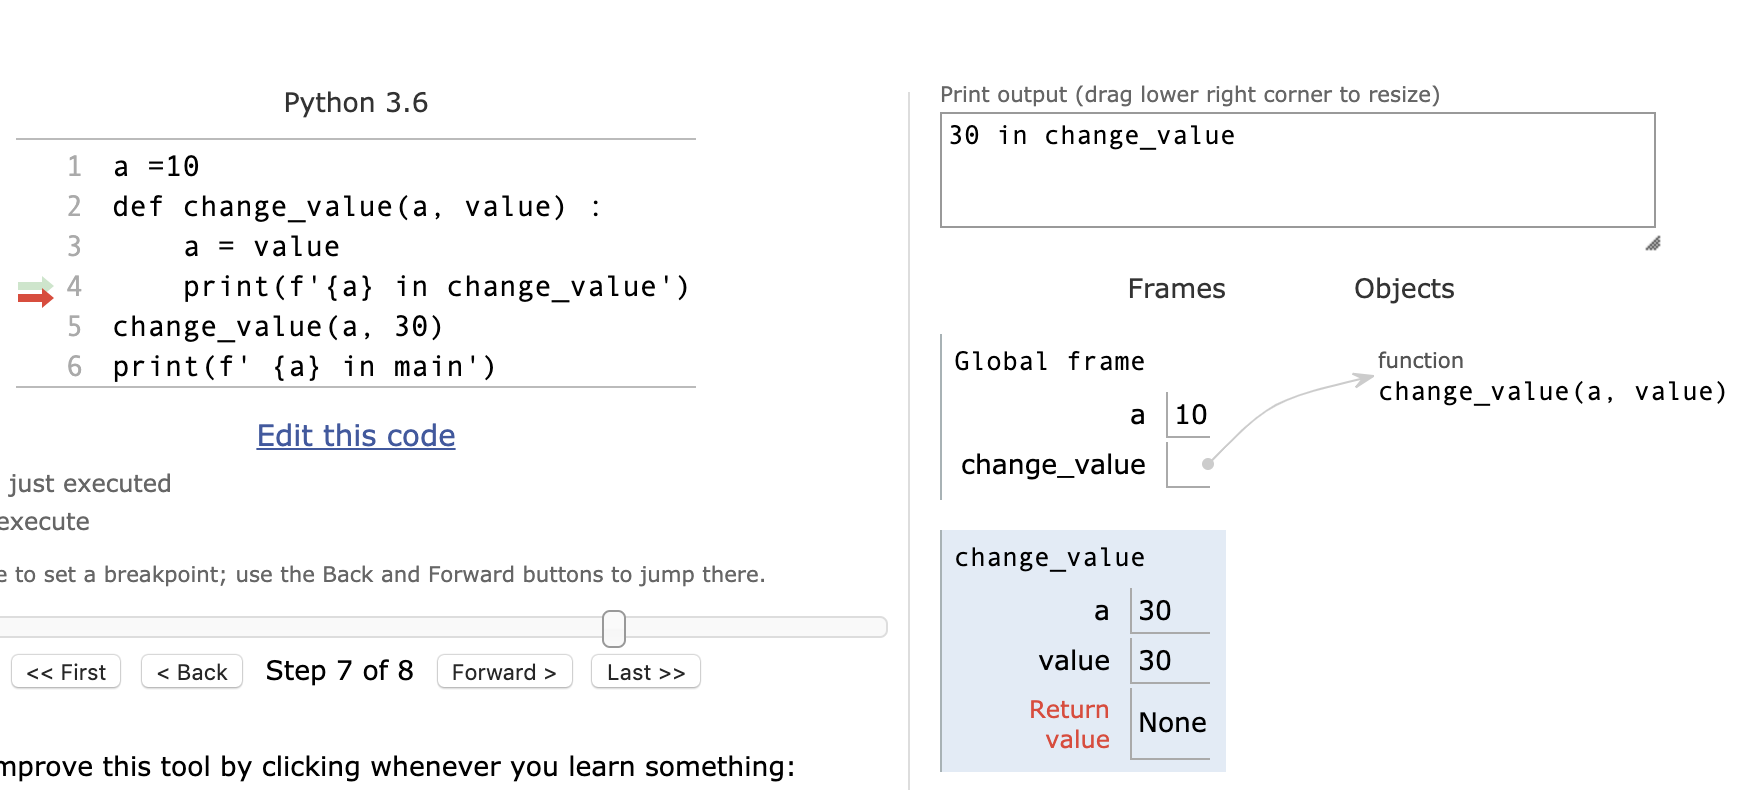 Python 3.6
1 a =10
2 def change_value(a, value) :
3     a = value
4     print(f'{a} in change_value')
5 change_value(a, 30)
6 print(f' {a} in main')
Edit this code
just executed
execute
to set a breakpoint; use the Back and Forward buttons to jump there.
<< First < Back Step 7 of 8 Forward > Last >>
mprove this tool by clicking whenever you learn something:
Print output (drag lower right corner to resize)
30 in change_value
Frames Objects
Global frame
a 10
change_value
function
change_value(a, value)
change_value
a 30
value 30
Return
value None